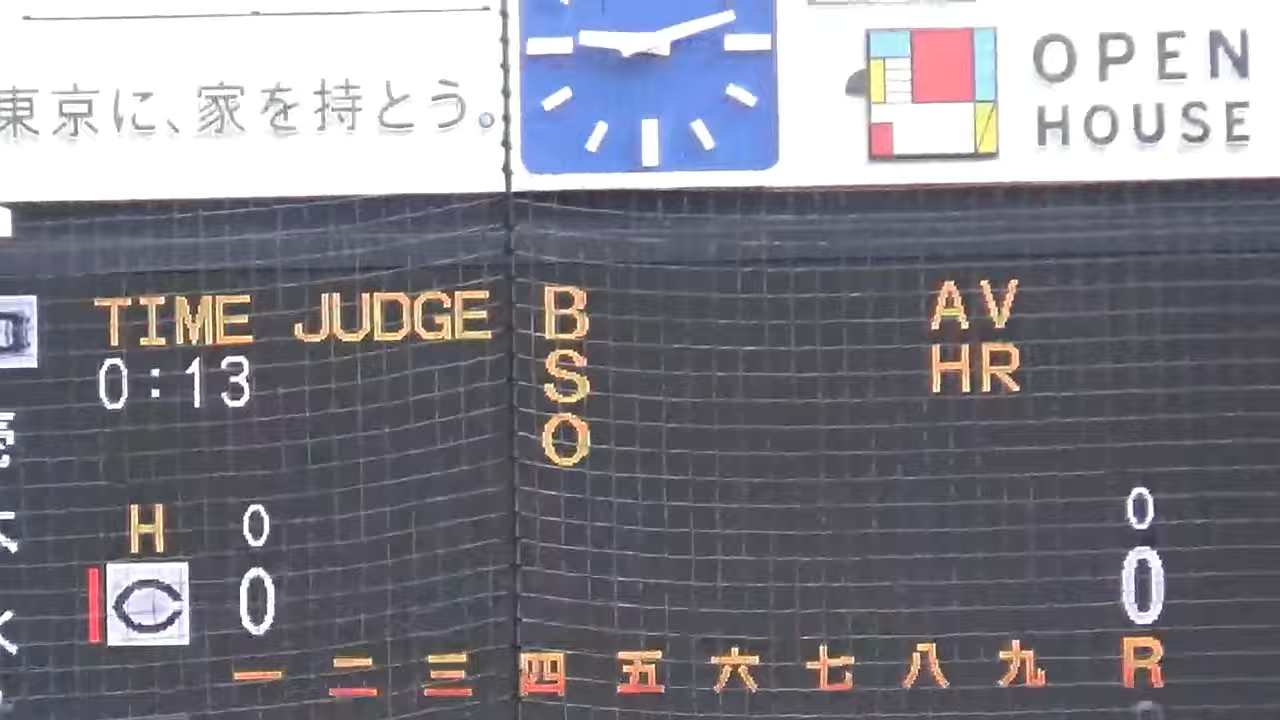 東京に、家を持とう。
OPEN
HOUSE
TIME JUDGE B AV
0:13 S HR
O
H 0 0
C 0 0
一 二 三 四 五 六 七 八 九 R